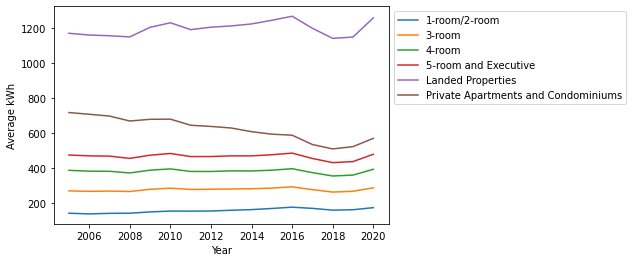 1200
1000
800
600
400
200
Average kWh
2006 2008 2010 2012 2014 2016 2018 2020
Year
1-room/2-room
3-room
4-room
5-room and Executive
Landed Properties
Private Apartments and Condominiums